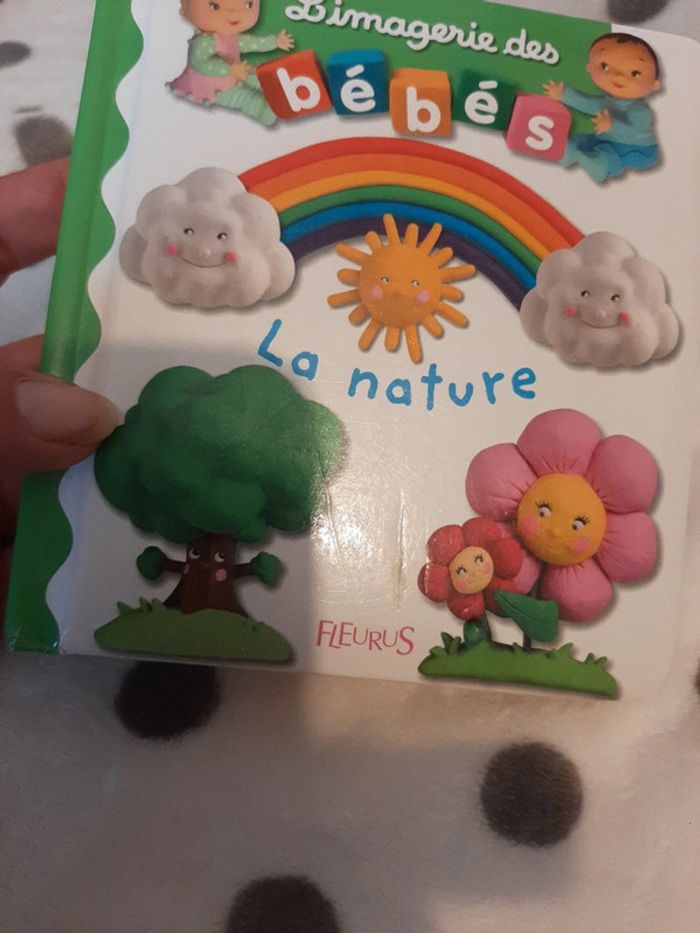 L'imagerie des
bébés
La nature
FLEURUS